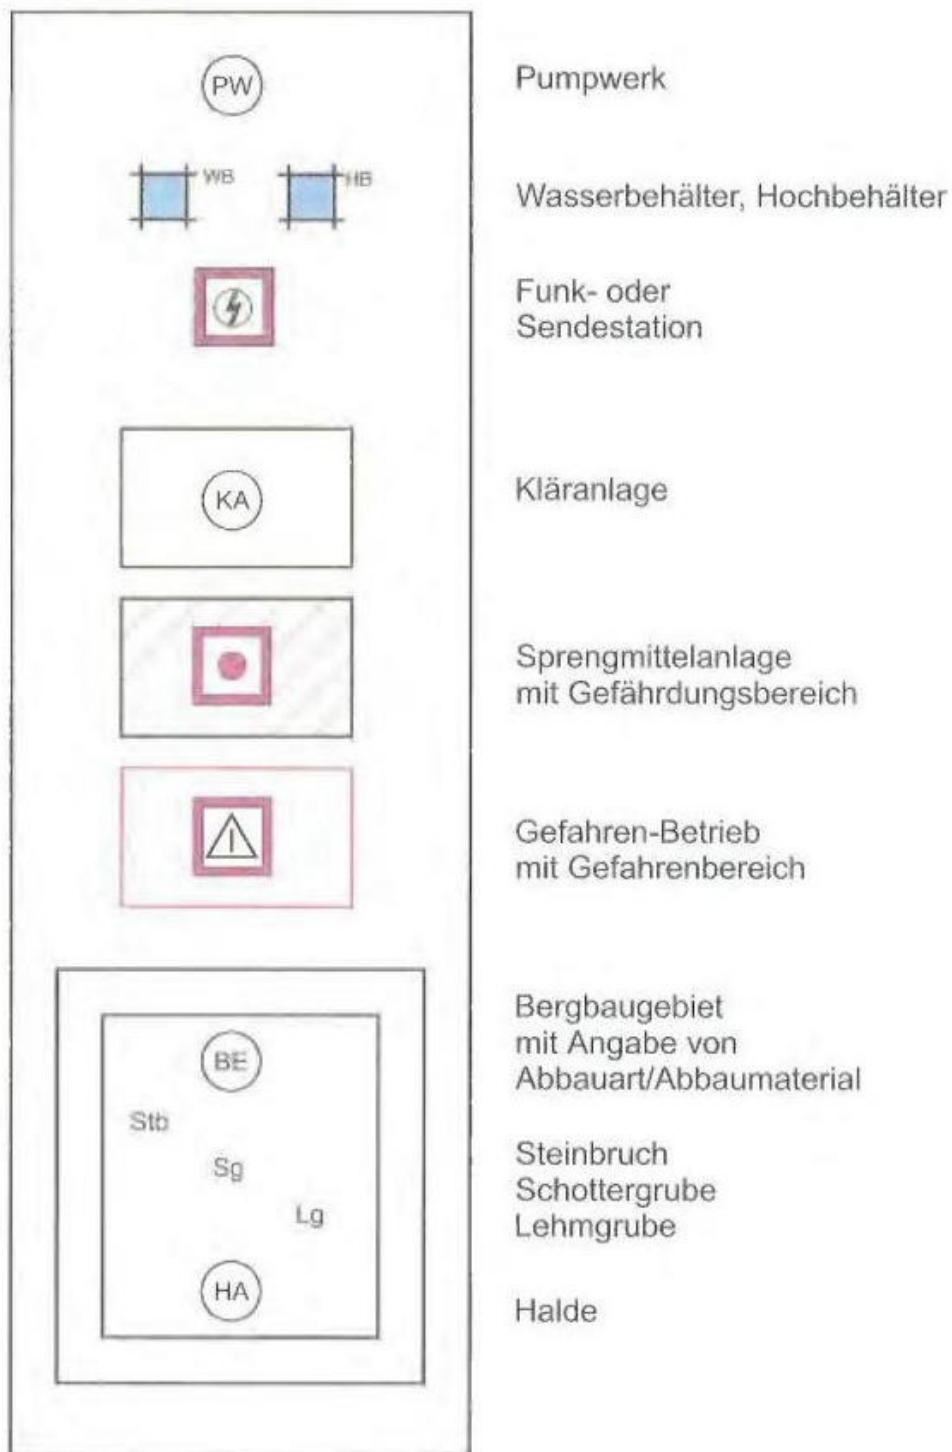 PW
Pumpwerk
WB HB
Wasserbehälter, Hochbehälter
Funk- oder
Sendestation
KA
Kläranlage
Sprengmittelanlage
mit Gefährdungsbereich
Gefahren-Betrieb
mit Gefahrenbereich
BE
Bergbaugebiet
mit Angabe von
Abbauart/Abbaumaterial
Stb
Steinbruch
Sg
Schottergrube
Lg
Lehmgrube
HA
Halde